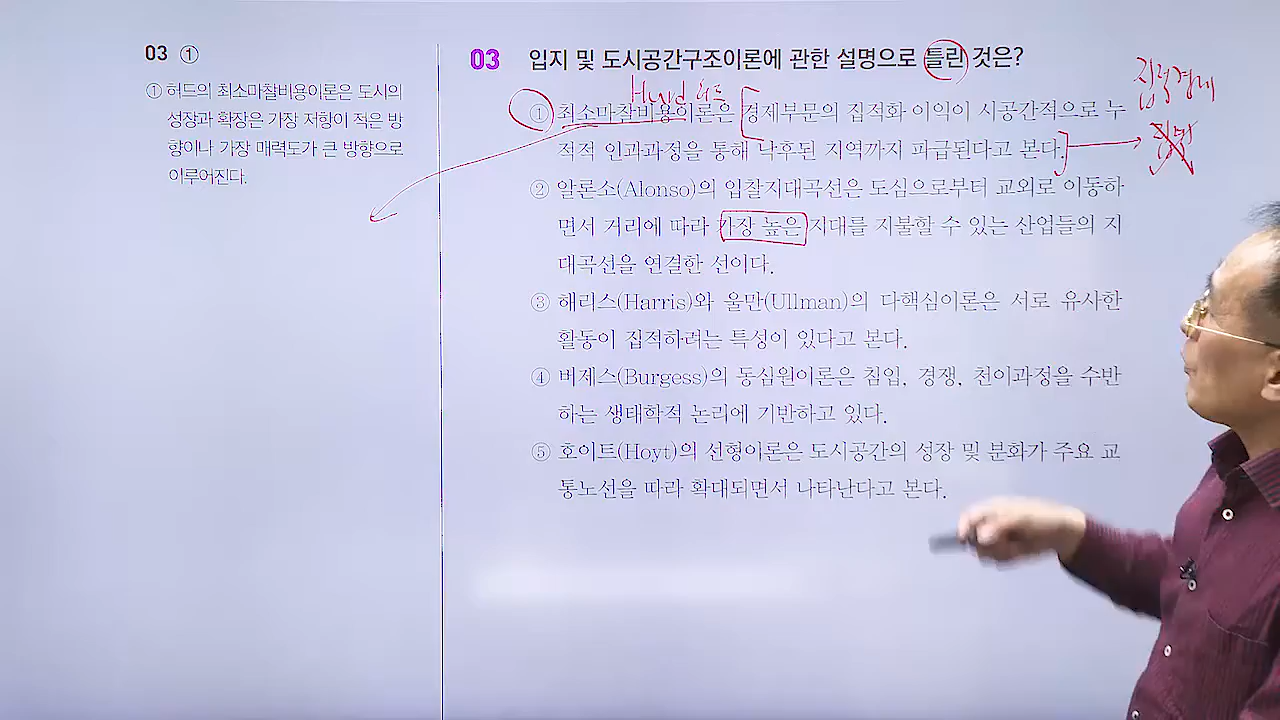 03 ①
① 허드의 최소마찰비용이론은 도시의
성장과 확장은 가장 저항이 적은 방
향이나 가장 매력도가 큰 방향으로
이루어진다.
03 입지 및 도시공간구조이론에 관한 설명으로 틀린 것은?
① 최소마찰비용이론은 경제부문의 집적화 이익이 시공간적으로 누
적적 인과과정을 통해 낙후된 지역까지 파급된다고 본다.
② 알론소(Alonso)의 입찰지대곡선은 도심으로부터 교외로 이동하
면서 거리에 따라 가장 높은 지대를 지불할 수 있는 산업들의 지
대곡선을 연결한 선이다.
③ 해리스(Harris)와 울만(Ullman)의 다핵심이론은 서로 유사한
활동이 집적하려는 특성이 있다고 본다.
④ 버제스(Burgess)의 동심원이론은 침입, 경쟁, 천이과정을 수반
하는 생태학적 논리에 기반하고 있다.
⑤ 호이트(Hoyt)의 선형이론은 도시공간의 성장 및 분화가 주요 교
통노선을 따라 확대되면서 나타난다고 본다.